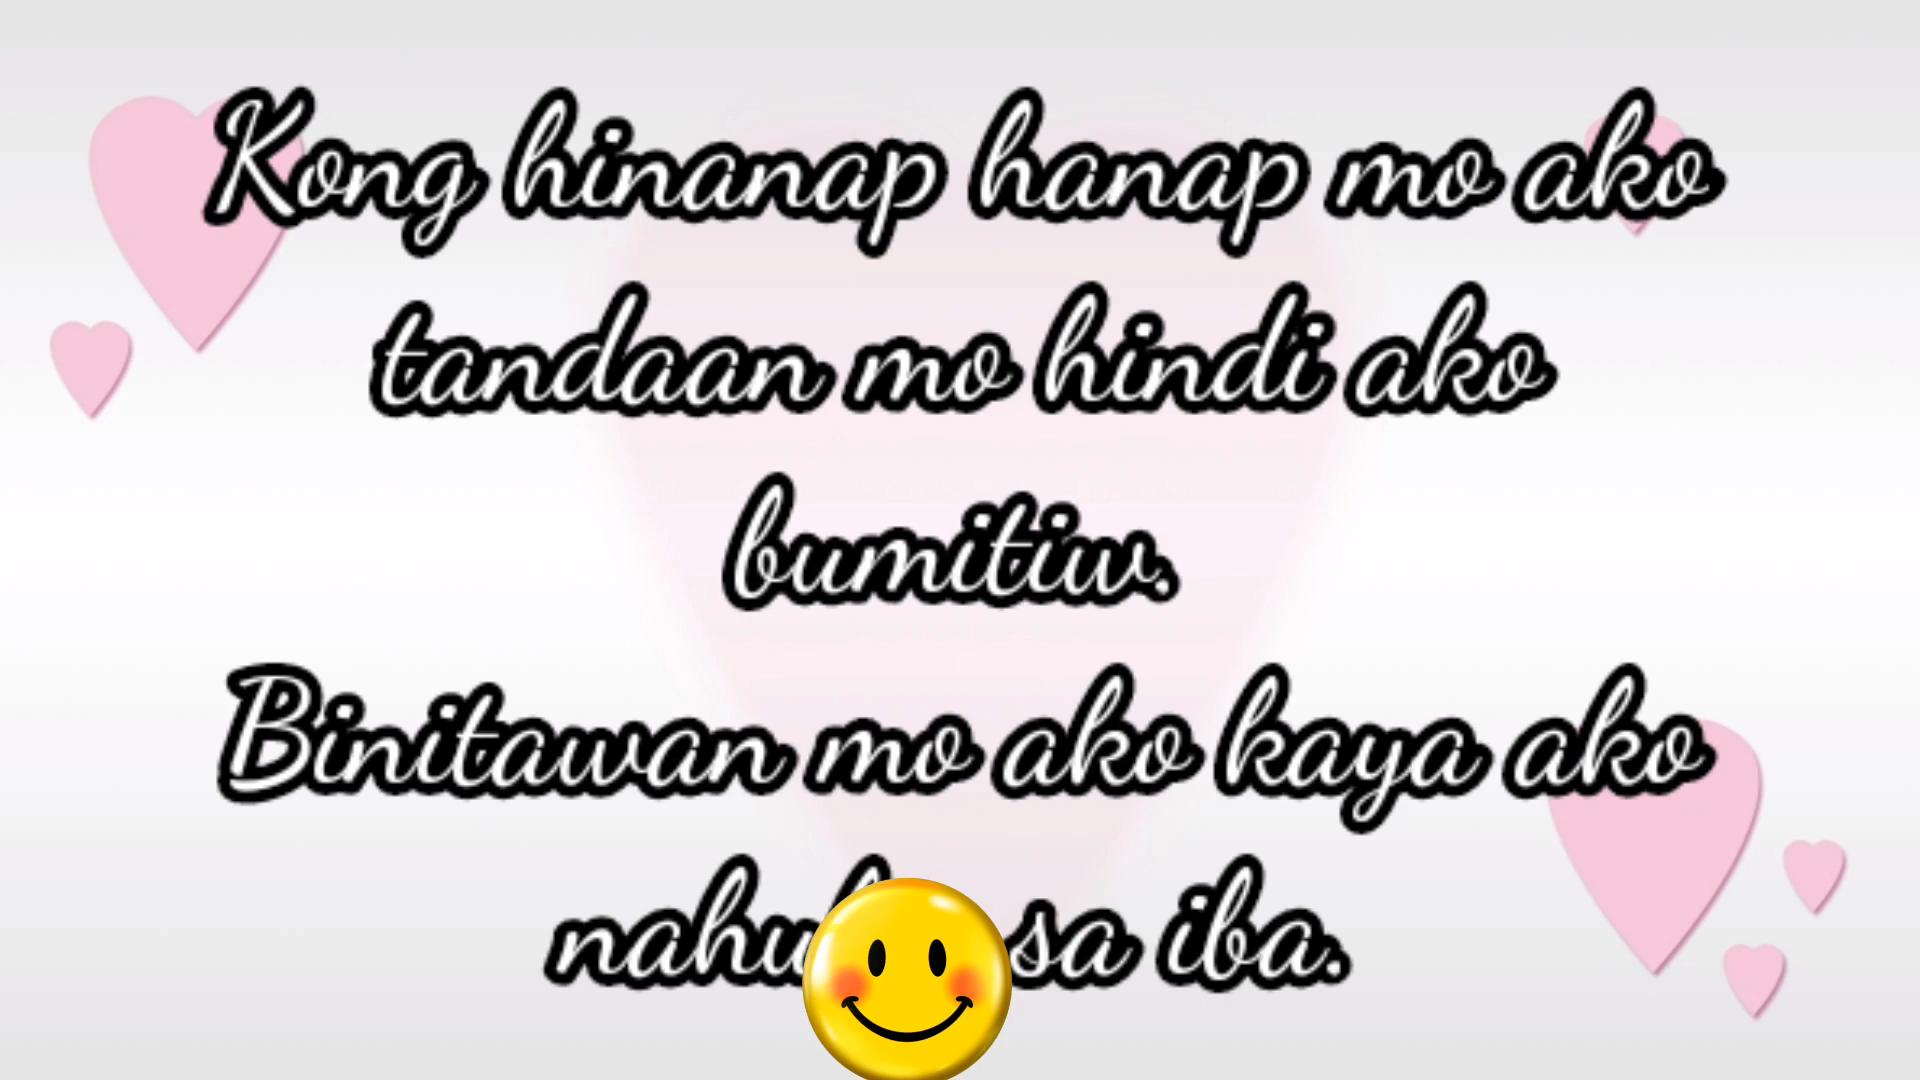 Kong hinanap hanap mo ako
tandaan mo hindi ako
bumitiw.
Binitawan mo ako kaya ako
sa iba.